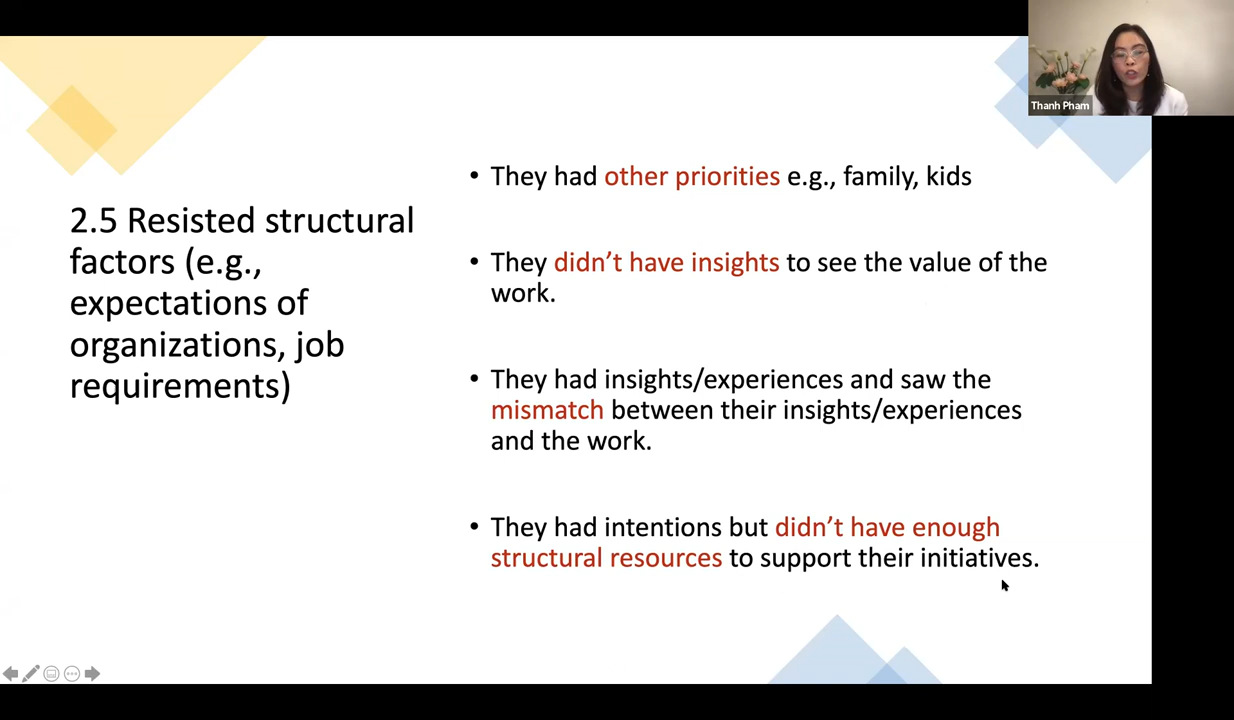 Thanh Pham
2.5 Resisted structural
factors (e.g.,
expectations of
organizations, job
requirements)
• They had other priorities e.g., family, kids
• They didn’t have insights to see the value of the
work.
• They had insights/experiences and saw the
mismatch between their insights/experiences
and the work.
• They had intentions but didn’t have enough
structural resources to support their initiatives.